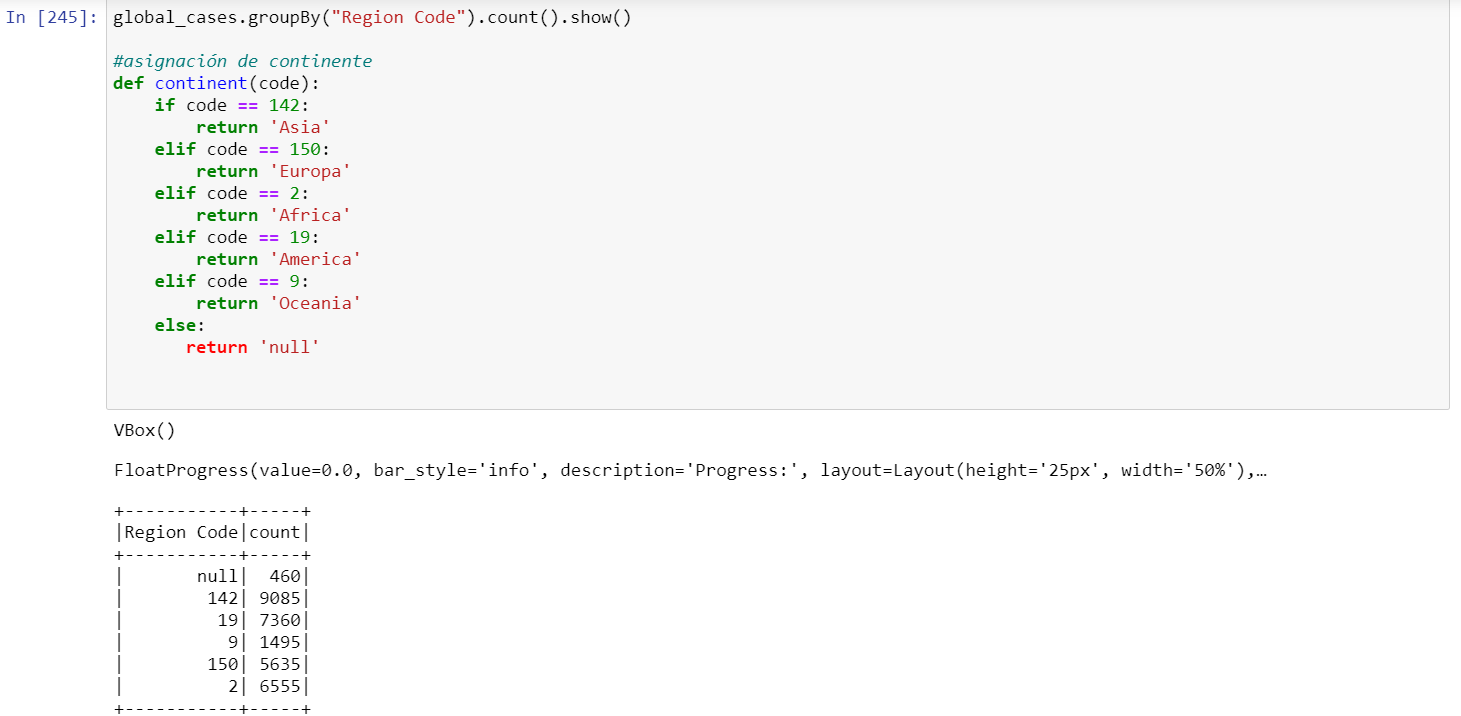 In [245]: global_cases.groupBy("Region Code").count().show()
#asignación de continente
def continent(code):
    if code == 142:
        return 'Asia'
    elif code == 150:
        return 'Europa'
    elif code == 2:
        return 'Africa'
    elif code == 19:
        return 'America'
    elif code == 9:
        return 'Oceania'
    else:
       return 'null'
VBox()
FloatProgress(value=0.0, bar_style='info', description='Progress:', layout=Layout(height='25px', width='50%'),…
+-----------+-----+
|Region Code|count|
+-----------+-----+
|       null|  460|
|        142| 9085|
|         19| 7360|
|          9| 1495|
|        150| 5635|
|          2| 6555|
+-----------+-----+